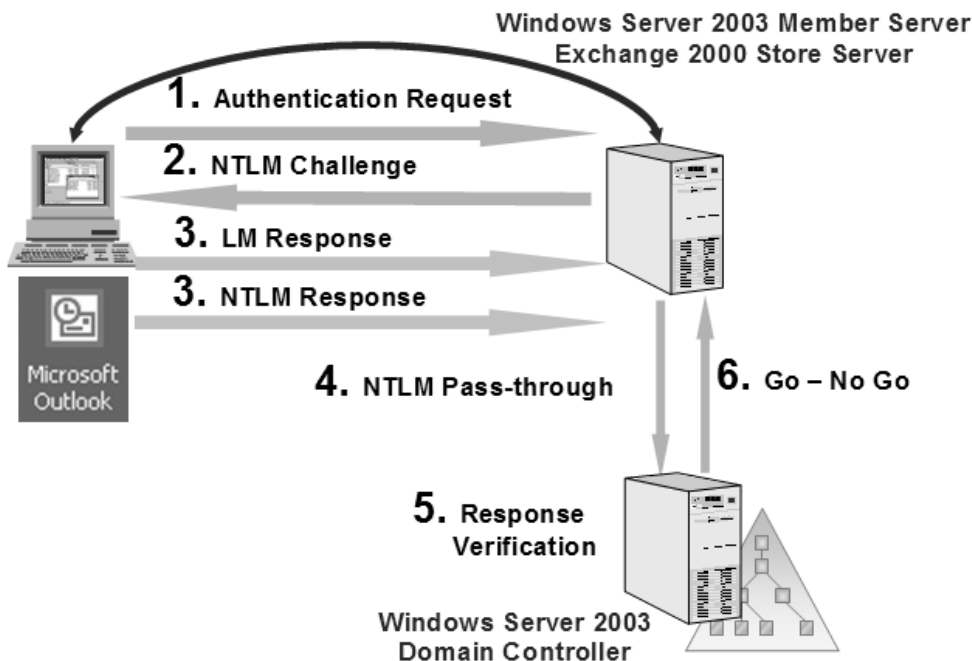 Windows Server 2003 Member Server
Exchange 2000 Store Server
1. Authentication Request
2. NTLM Challenge
3. LM Response
3. NTLM Response
Microsoft
Outlook
4. NTLM Pass-through
6. Go – No Go
5. Response
Verification
Windows Server 2003
Domain Controller